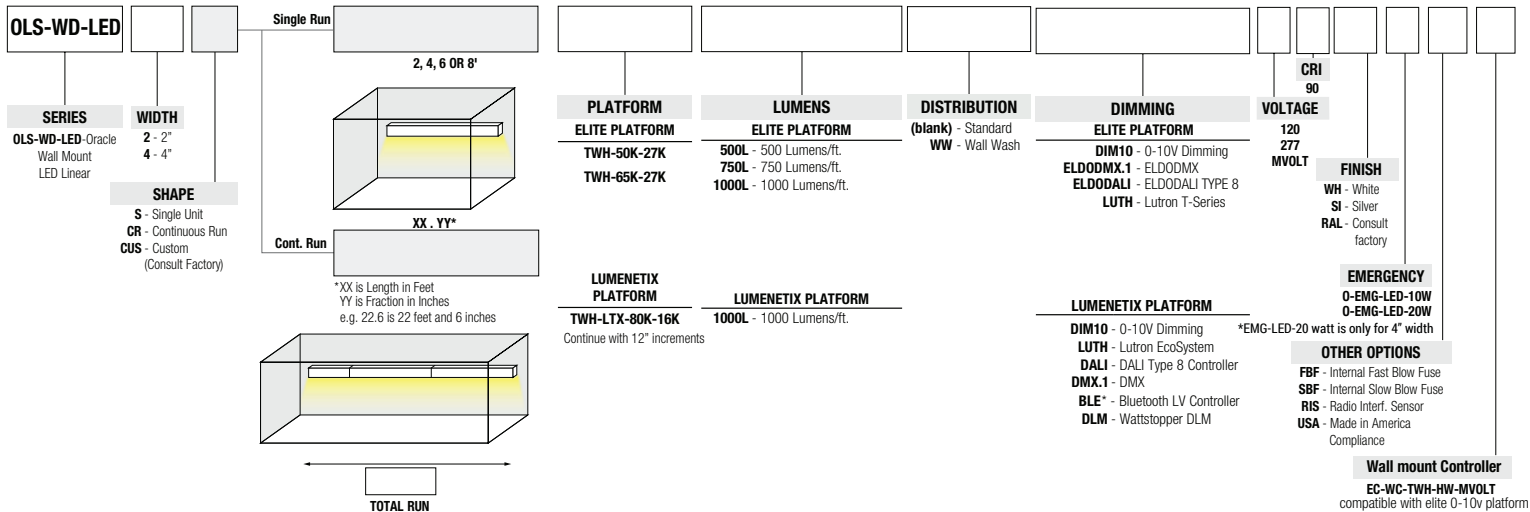 OLS-WD-LED
Single Run
2, 4, 6 OR 8'
SERIES
OLS-WD-LED-Oracle
Wall Mount
LED Linear
WIDTH
2 - 2"
4 - 4"
SHAPE
S - Single Unit
CR - Continuous Run
CUS - Custom
(Consult Factory)
XX . YY*
Cont. Run
*XX is Length in Feet
YY is Fraction in Inches
e.g. 22.6 is 22 feet and 6 inches
TOTAL RUN
PLATFORM
ELITE PLATFORM
TWH-50K-27K
TWH-65K-27K
LUMENETIX
PLATFORM
TWH-LTX-80K-16K
Continue with 12" increments
LUMENS
ELITE PLATFORM
500L - 500 Lumens/ft.
750L - 750 Lumens/ft.
1000L - 1000 Lumens/ft.
LUMENETIX PLATFORM
1000L - 1000 Lumens/ft.
DISTRIBUTION
(blank) - Standard
WW - Wall Wash
DIMMING
ELITE PLATFORM
DIM10 - 0-10V Dimming
ELDODMX.1 - ELDODMX
ELDODALI - ELDODALI TYPE 8
LUTH - Lutron T-Series
LUMENETIX PLATFORM
DIM10 - 0-10V Dimming
LUTH - Lutron EcoSystem
DALI - DALI Type 8 Controller
DMX.1 - DMX
BLE* - Bluetooth LV Controller
DLM - Wattstopper DLM
CRI
90
VOLTAGE
120
277
MVOLT
FINISH
WH - White
SI - Silver
RAL - Consult
factory
EMERGENCY
O-EMG-LED-10W
O-EMG-LED-20W
*EMG-LED-20 watt is only for 4" width
OTHER OPTIONS
FBF - Internal Fast Blow Fuse
SBF - Internal Slow Blow Fuse
RIS - Radio Interf. Sensor
USA - Made in America
Compliance
Wall mount Controller
EC-WC-TWH-HW-MVOLT
compatible with elite 0-10v platform